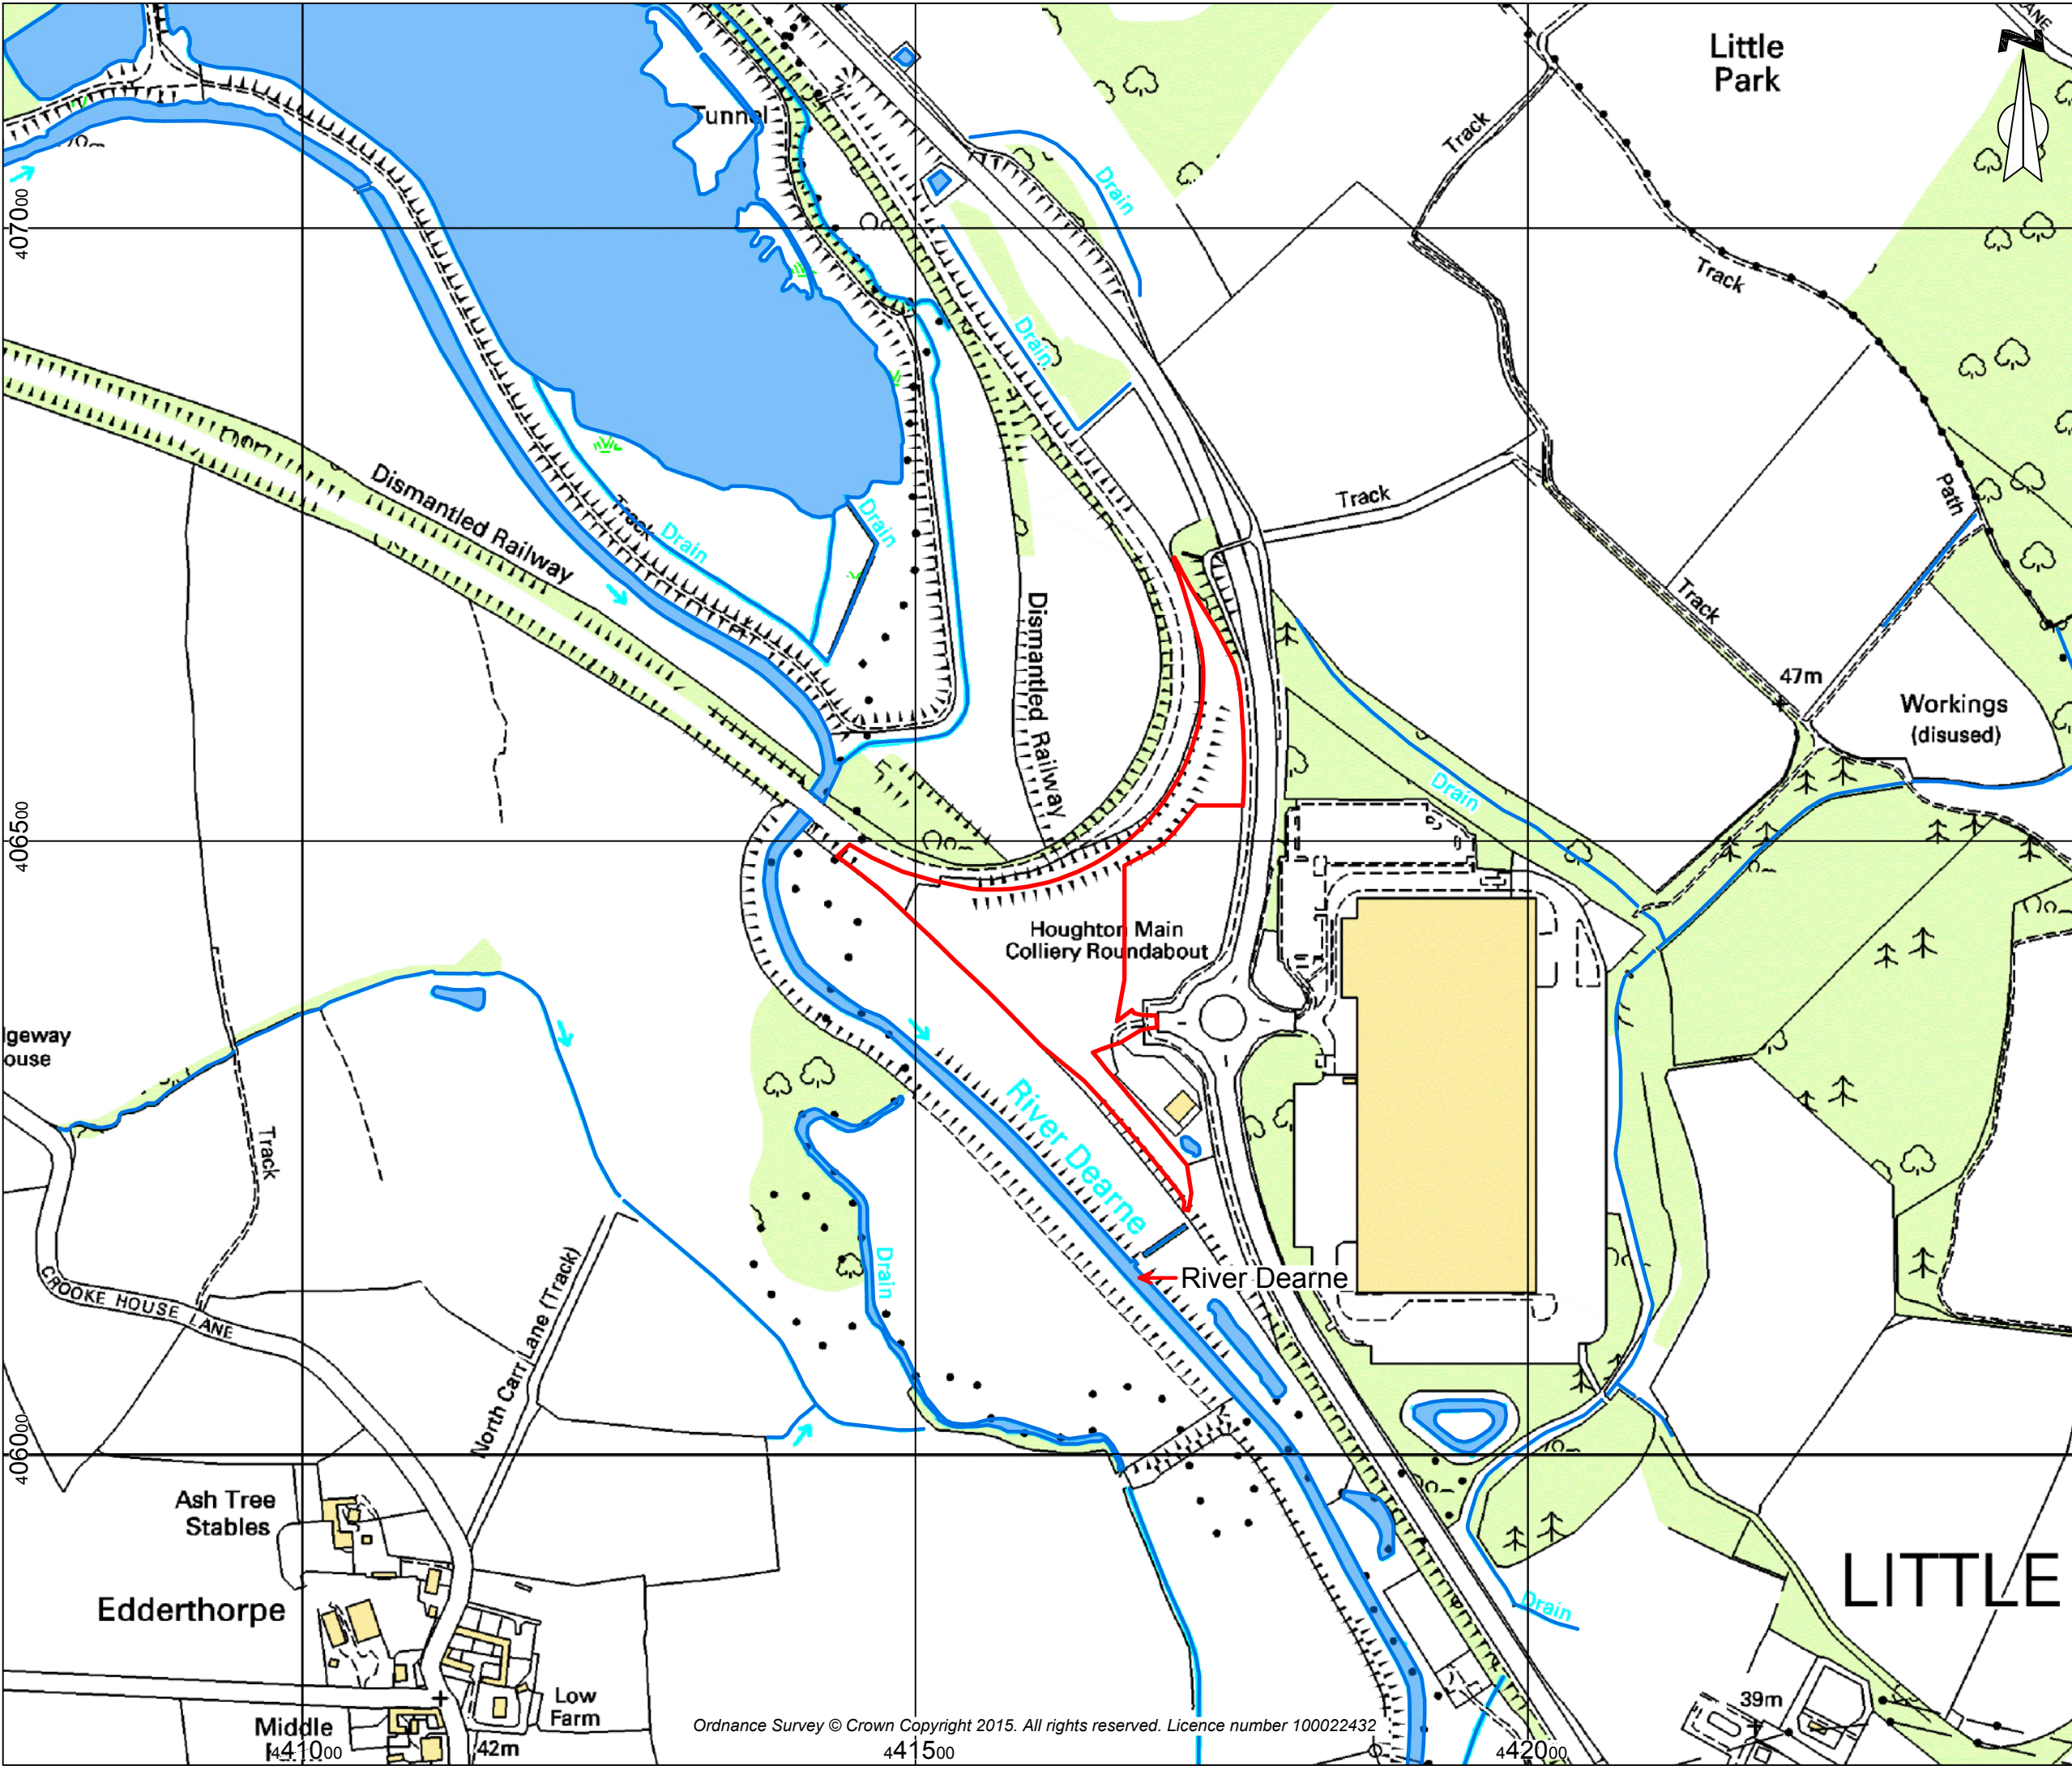 Little
Park
LANE
Tunnel
Track
Drain
407000
Track
Drain
Dismantled Railway
Track
Drain
Drain
Track
Path
Dismantled Railway
Track
47m
Workings
(disused)
Drain
406500
Houghton Main
Colliery Roundabout
lgeway
ouse
Track
River Dearne
Drain
River Dearne
CROOKE HOUSE LANE
North Carr Lane (Track)
406000
Ash Tree
Stables
Edderthorpe
LITTLE
Drain
Low
Farm
39m
Middle
42m
Ordnance Survey © Crown Copyright 2015. All rights reserved. Licence number 100022432
441000
441500
442000